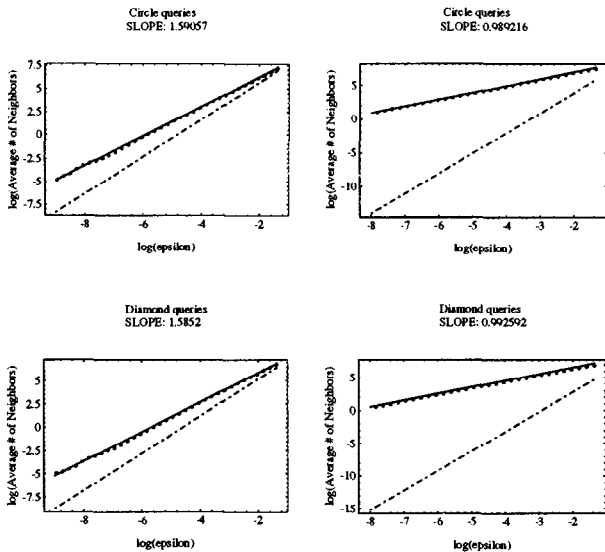 Circle queries
SLOPE: 1.59057
log(Average # of Neighbors)
7.5
5
2.5
0
-2.5
-5
-7.5
-8
-6
-4
-2
log(epsilon)
Circle queries
SLOPE: 0.989216
log(Average # of Neighbors)
5
0
-10
-8
-7
-6
-5
-4
-3
-2
-1
log(epsilon)
Diamond queries
SLOPE: 1.5852
log(Average # of Neighbors)
5
2.5
0
-2.5
-5
-7.5
-8
-6
-4
-2
log(epsilon)
Diamond queries
SLOPE: 0.992592
log(Average # of Neighbors)
5
0
-5
-10
-15
-8
-7
-6
-5
-4
-3
-2
-1
log(epsilon)